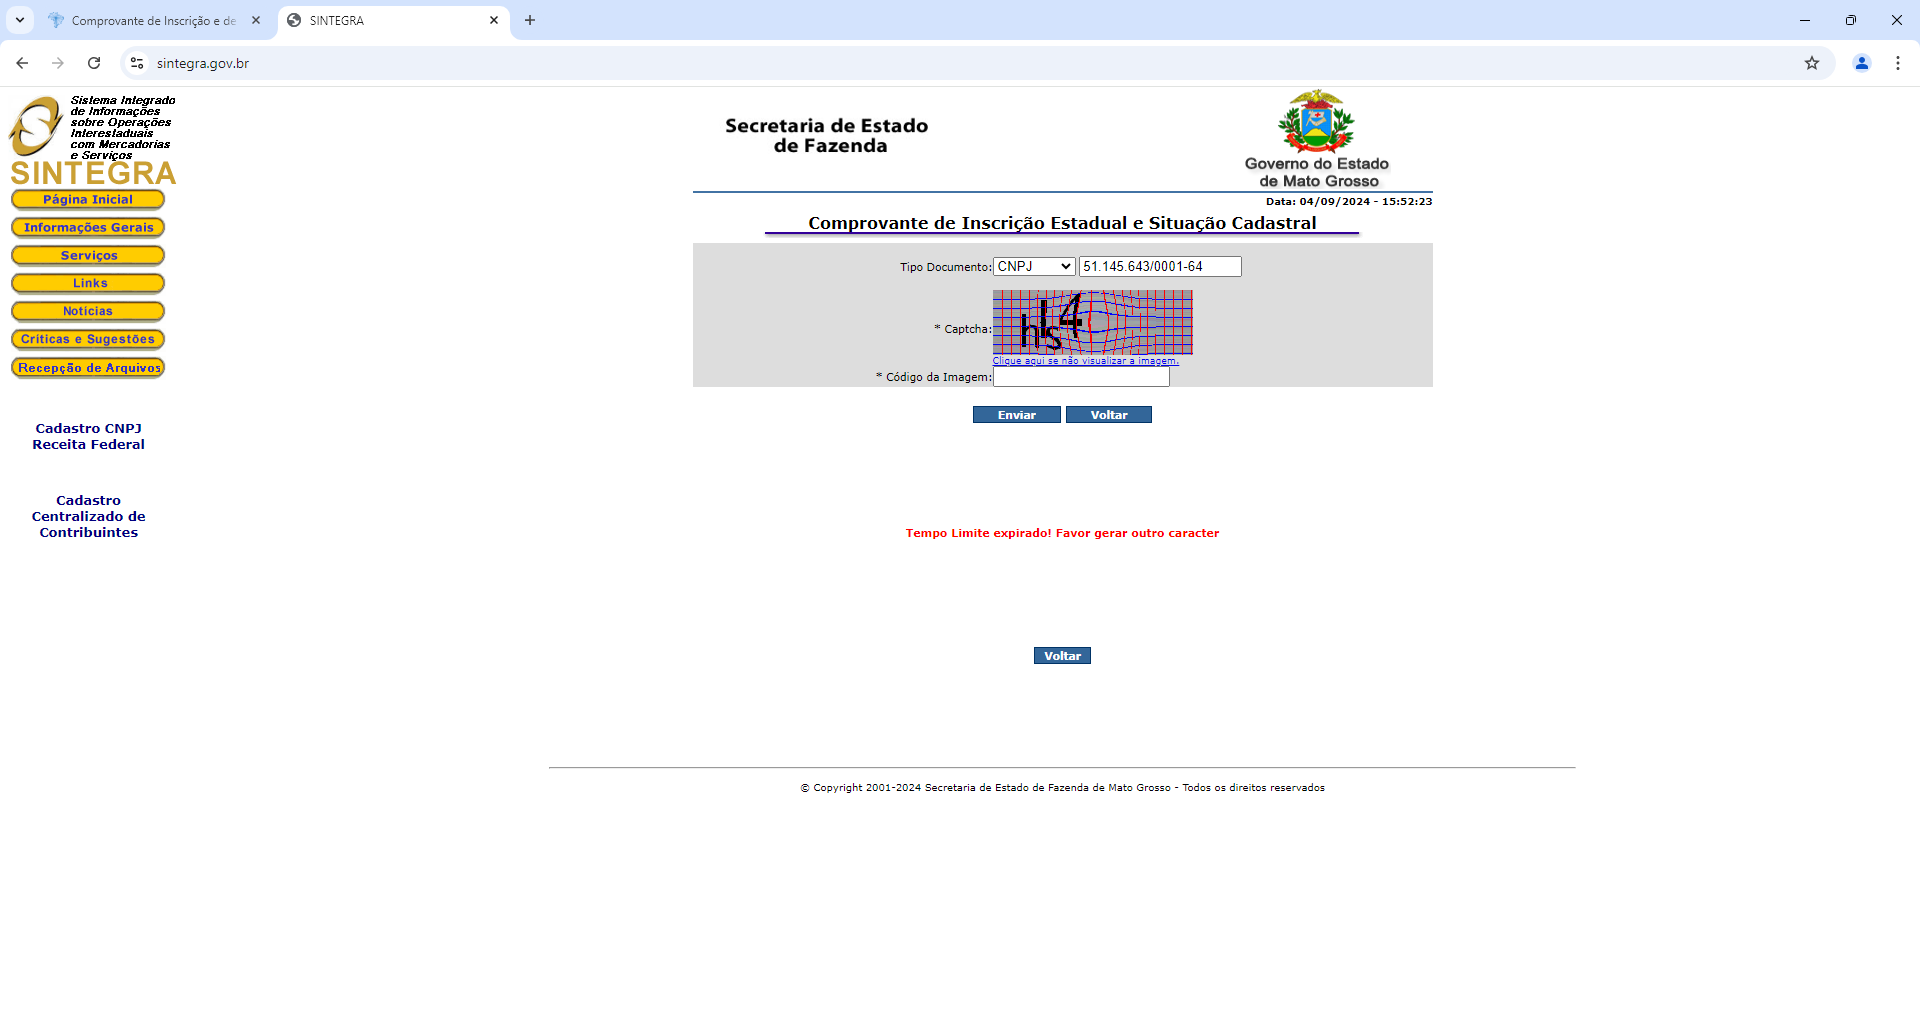 Comprovante de Inscrição e de
SINTEGRA
sintegra.gov.br
Sistema Integrado
de Informações
sobre Operações
Interestaduais
com Mercadorias
e Serviços
SINTEGRA
Página Inicial
Informações Gerais
Serviços
Links
Notícias
Críticas e Sugestões
Recepção de Arquivos
Cadastro CNPJ
Receita Federal
Cadastro
Centralizado de
Contribuintes
Secretaria de Estado
de Fazenda
Governo do Estado
de Mato Grosso
Data: 04/09/2024 - 15:52:23
Comprovante de Inscrição Estadual e Situação Cadastral
Tipo Documento: CNPJ 51.145.643/0001-64
* Captcha:
Clique aqui se não visualizar a imagem.
* Código da Imagem:
Enviar Voltar
Tempo Limite expirado! Favor gerar outro caracter
Voltar
© Copyright 2001-2024 Secretaria de Estado de Fazenda de Mato Grosso - Todos os direitos reservados